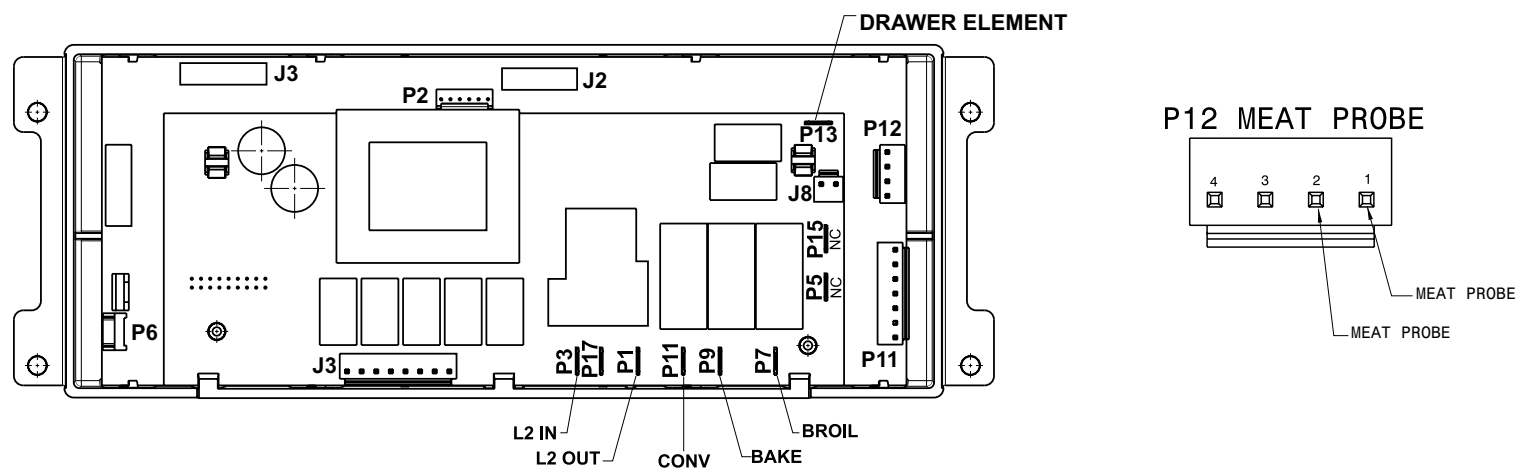 DRAWER ELEMENT
J3
J2
P2
P13
P12
P12 MEAT PROBE
4 3 2 1
J8
P15
NC
P5
NC
MEAT PROBE
MEAT PROBE
P6
J3
P3
P17
P1
P11
P9
P7
P11
L2 IN
L2 OUT
CONV
BAKE
BROIL